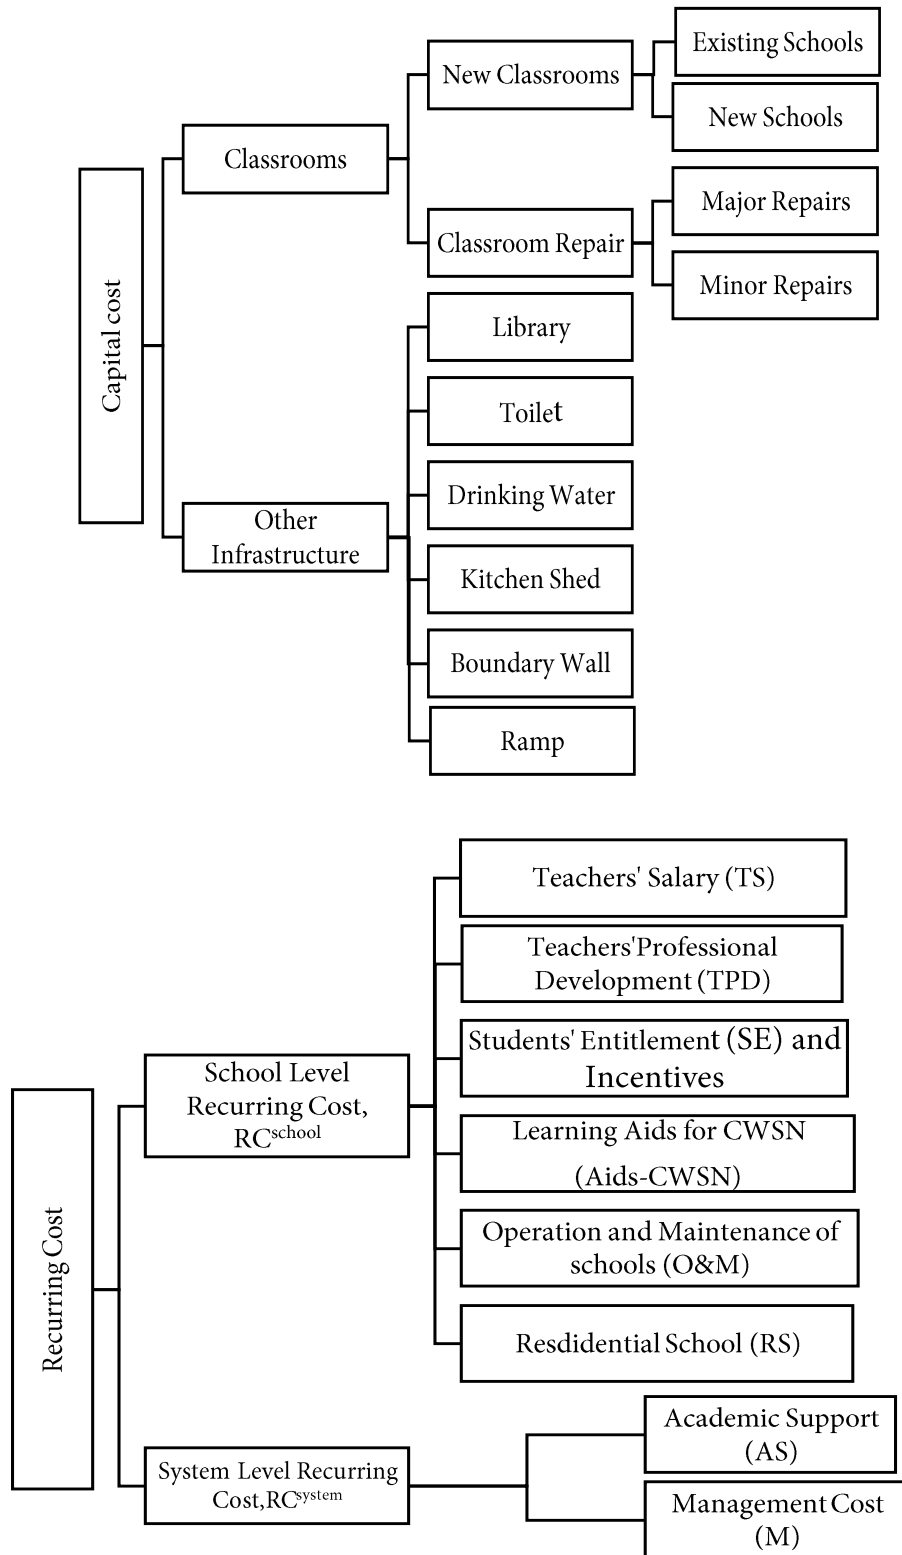 Existing Schools
New Classrooms
New Schools
Classrooms
Major Repairs
Classroom Repair
Minor Repairs
Capital cost
Library
Toilet
Drinking Water
Other
Infrastructure
Kitchen Shed
Boundary Wall
Ramp
Teachers' Salary (TS)
Teachers'Professional
Development (TPD)
Students' Entitlement (SE) and
Incentives
School Level
Recurring Cost,
RCschool
Learning Aids for CWSN
(Aids-CWSN)
Operation and Maintenance of
schools (O&M)
Recurring Cost
Resdidential School (RS)
Academic Support
(AS)
System Level Recurring
Cost,RCsystem
Management Cost
(M)